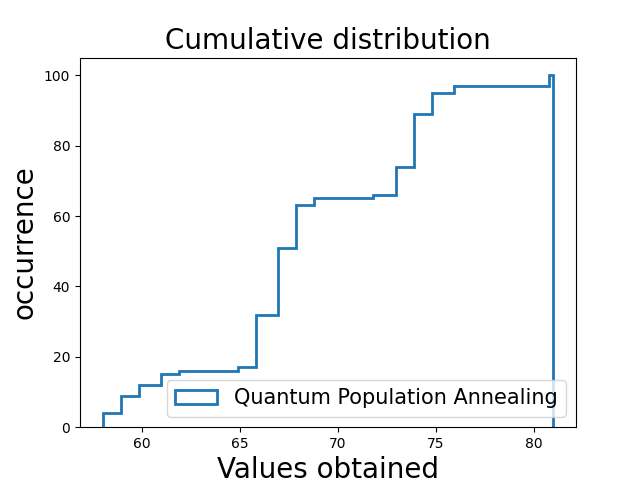 Cumulative distribution
occurrence
100
80
60
40
20
0
Quantum Population Annealing
60 65 70 75 80
Values obtained